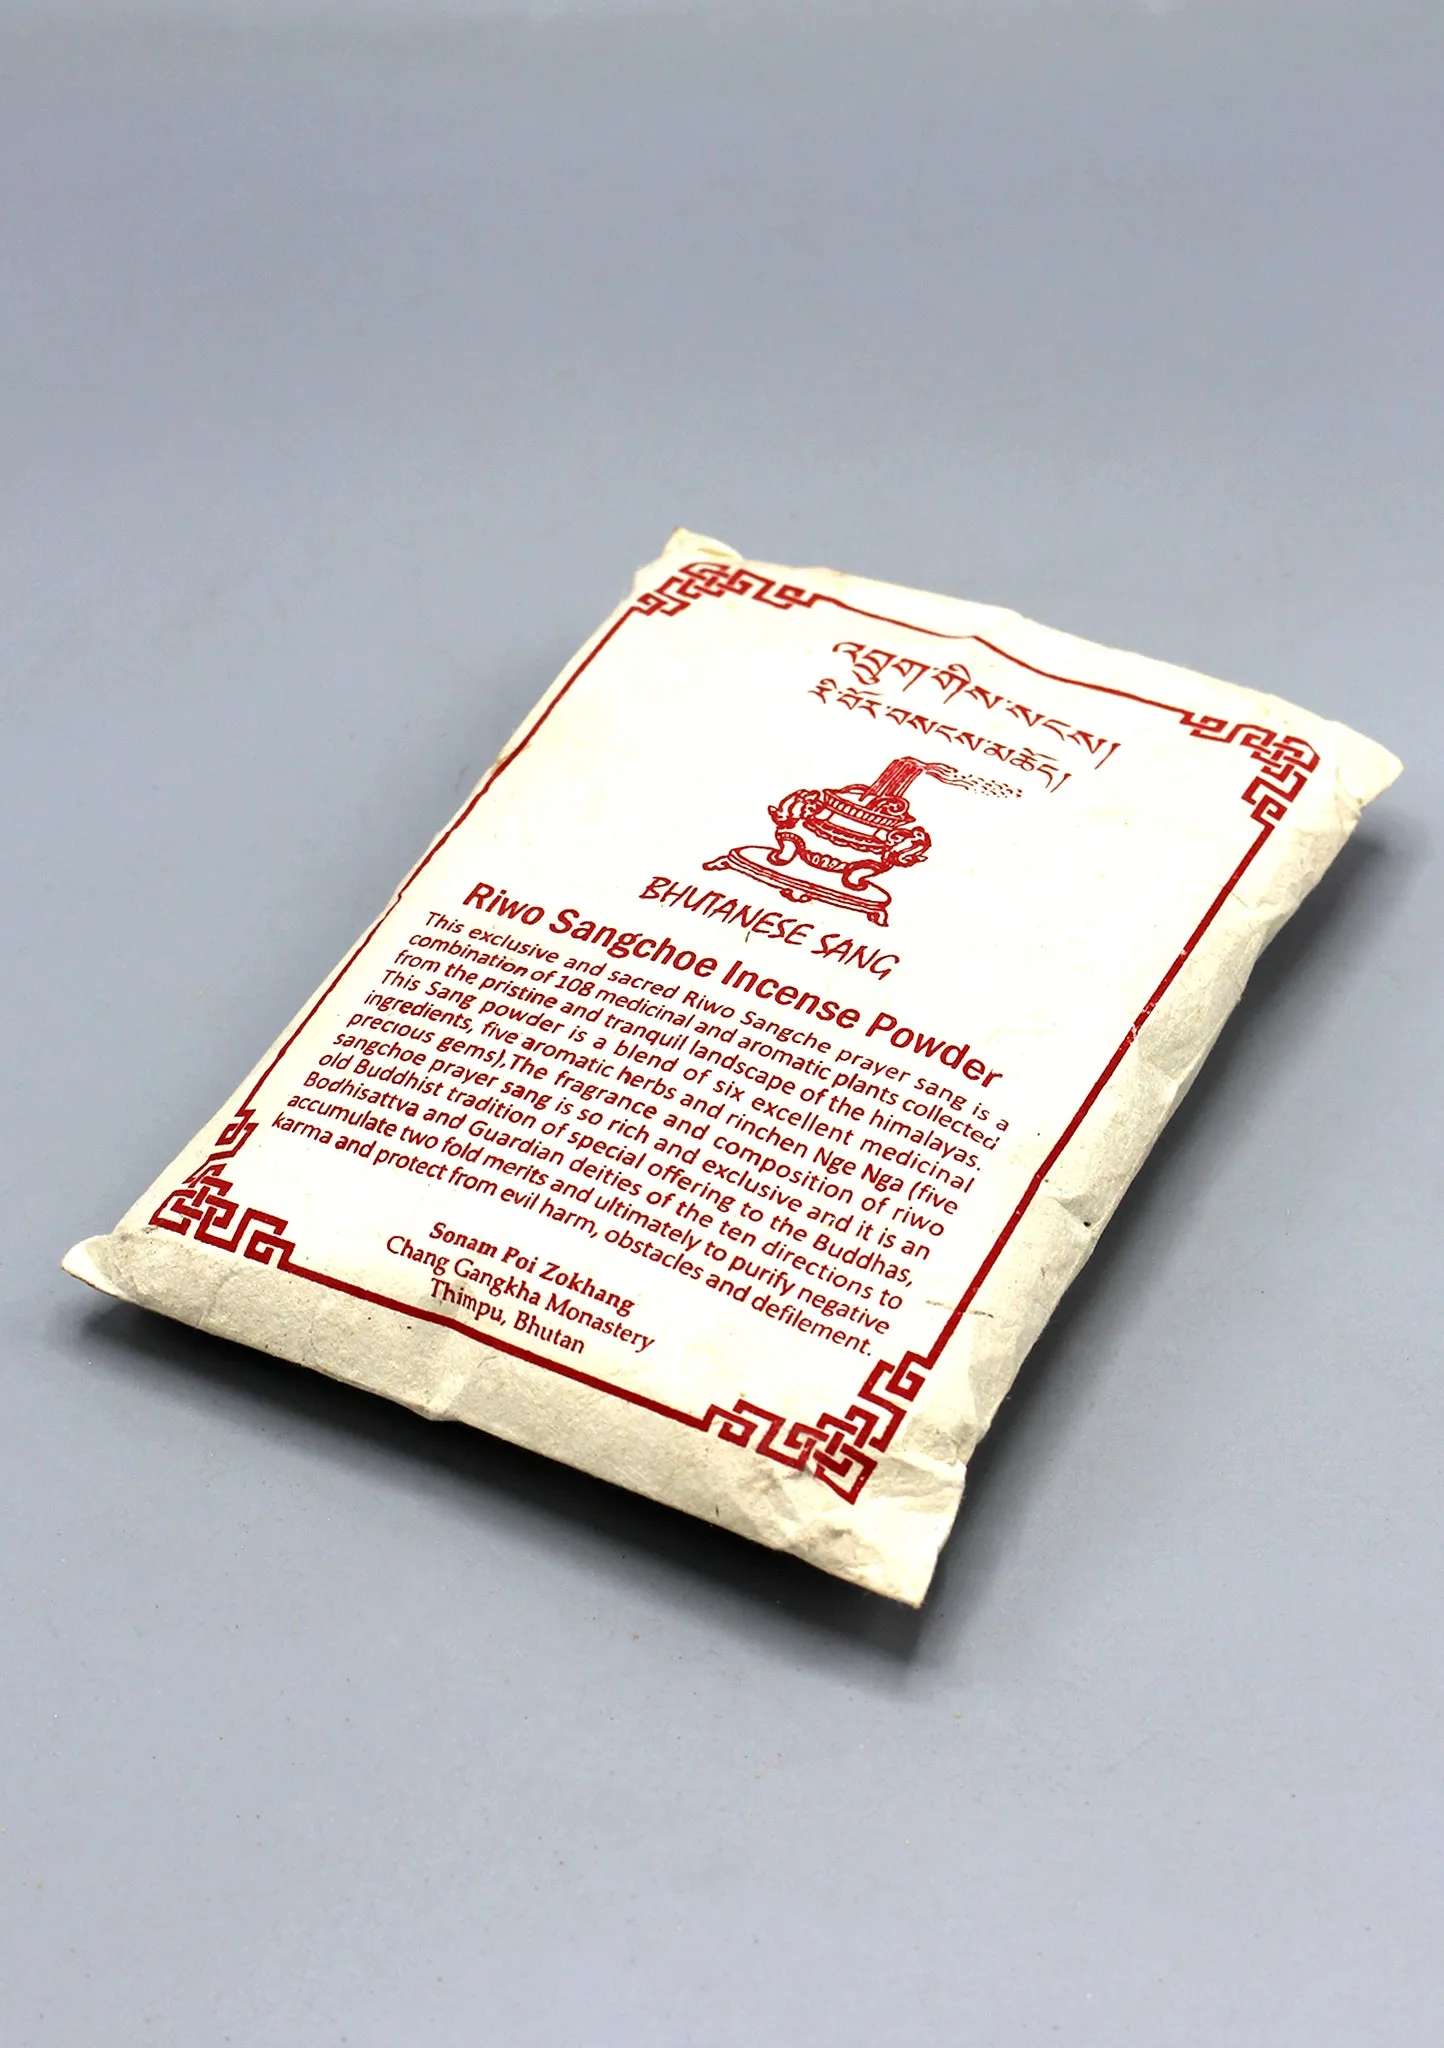 འབྲུག་གིས་སངས།
རི་བོར་བསངས་མཆོད།
BHUTANESE SANG
Riwo Sangchoe Incense Powder
This exclusive and sacred Riwo Sangche prayer sang is a
combination of 108 medicinal and aromatic plants collected
from the pristine and tranquil landscape of the himalayas.
This Sang powder is a blend of six excellent medicinal
ingredients, five aromatic herbs and rinchen Nge Nga (five
precious gems),The fragrance and composition of riwo
sangchoe prayer sang is so rich and exclusive and it is an
old Buddhist tradition of special offering to the Buddhas,
Bodhisattva and Guardian deities of the ten directions to
accumulate two fold merits and ultimately to purify negative
karma and protect from evil harm, obstacles and defilement.
Sonam Poi Zokhang
Chang Gangkha Monastery
Thimpu, Bhutan